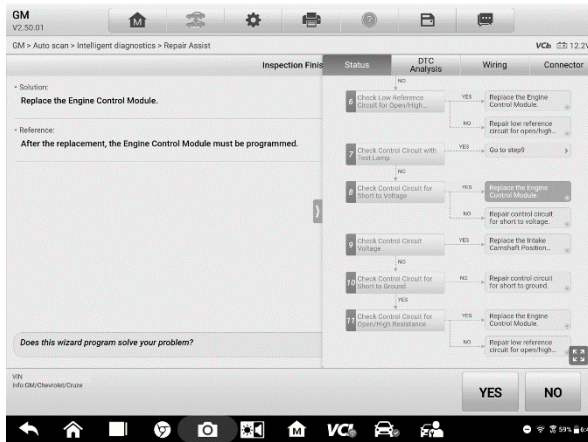 GM
V2.50.01
GM > Auto scan > Intelligent diagnostics > Repair Assist
VCI 12.2V
Inspection Finis
Status
DTC Analysis
Wiring
Connector
• Solution:
Replace the Engine Control Module.
• Reference:
After the replacement, the Engine Control Module must be programmed.
NO
6 Check Low Reference
Circuit for Open/High...
YES
Replace the Engine
Control Module.
NO
Repair low reference
circuit for open/high...
7 Check Control Circuit with
Test Lamp
YES
Go to step9 >
NO
8 Check Control Circuit for
Short to Voltage
YES
Replace the Engine
Control Module.
NO
Repair control circuit
for short to voltage.
9 Check Control Circuit
Voltage
YES
Replace the Intake
Camshaft Position...
NO
10 Check Control Circuit for
Short to Ground
NO
Repair control circuit
for short to ground.
YES
11 Check Control Circuit for
Open/High Resistance
YES
Replace the Engine
Control Module.
NO
Repair low reference
circuit for open/high...
Does this wizard program solve your problem?
VIN
Info:GM/Chevrolet/Cruze
YES
NO
VCI
59%